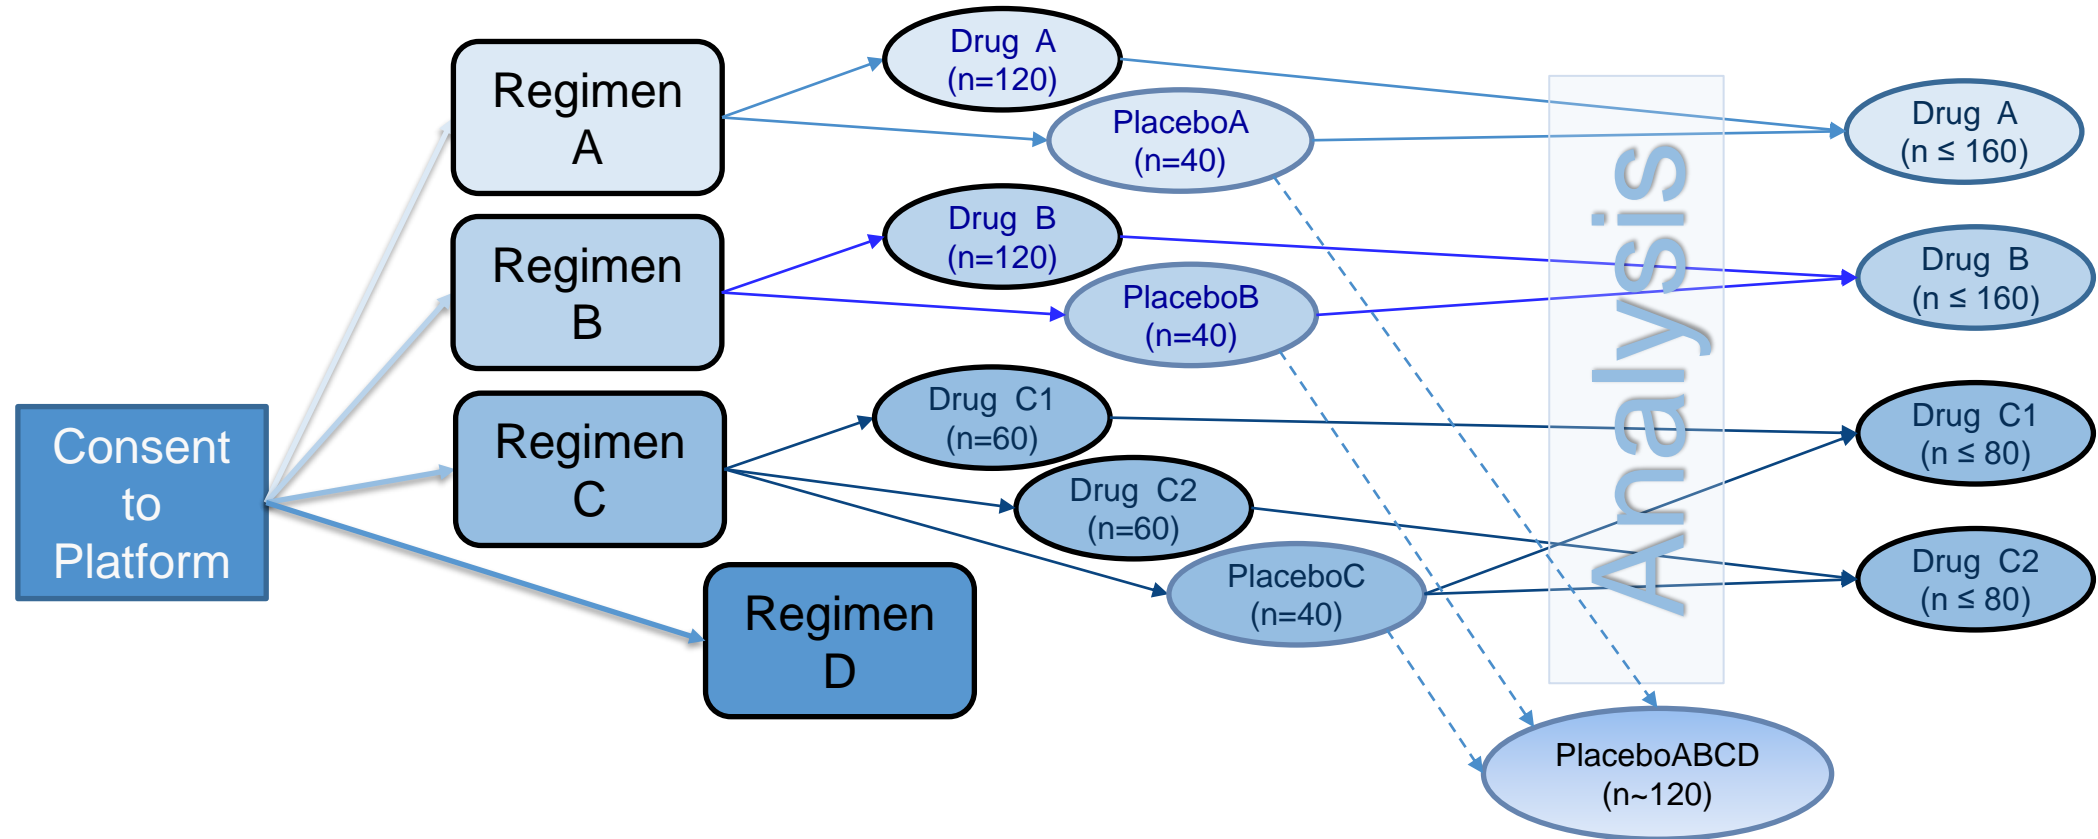 Consent
to
Platform
Regimen
A
Regimen
B
Regimen
C
Regimen
D
Drug A
(n=120)
PlaceboA
(n=40)
Drug B
(n=120)
PlaceboB
(n=40)
Drug C1
(n=60)
Drug C2
(n=60)
PlaceboC
(n=40)
Analysis
Drug A
(n ≤ 160)
Drug B
(n ≤ 160)
Drug C1
(n ≤ 80)
Drug C2
(n ≤ 80)
PlaceboABCD
(n~120)